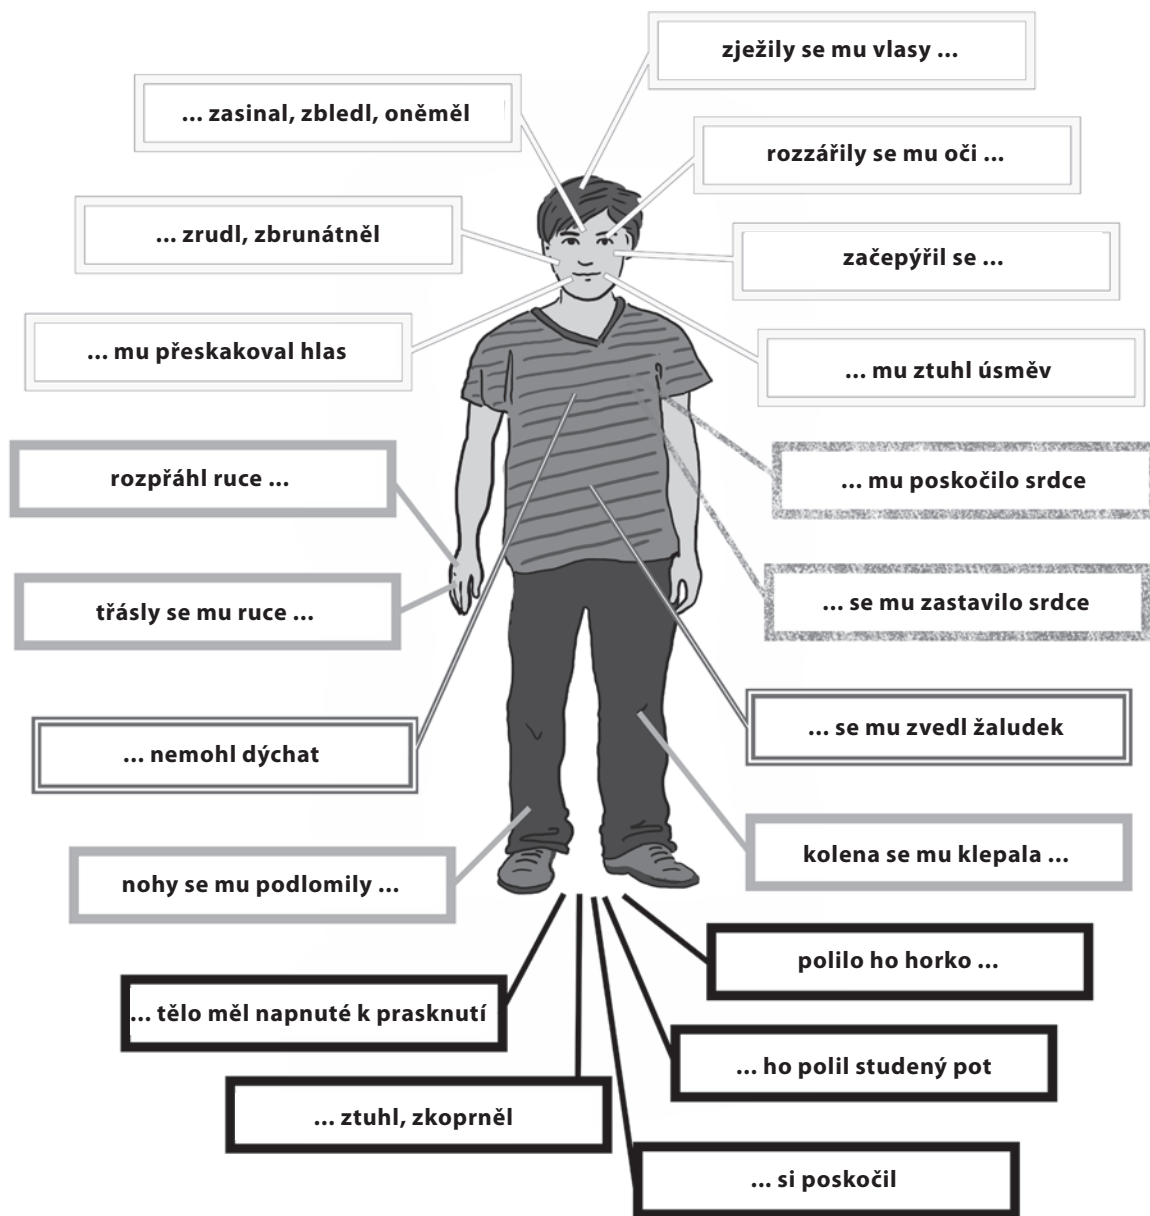 zježily se mu vlasy ...
... zasinal, zbledl, oněměl
rozzářily se mu oči ...
... zrudl, zbrunátněl
začepýřil se ...
... mu přeskakoval hlas
... mu ztuhl úsměv
rozpřáhl ruce ...
... mu poskočilo srdce
třásly se mu ruce ...
... se mu zastavilo srdce
... nemohl dýchat
... se mu zvedl žaludek
nohy se mu podlomily ...
kolena se mu klepala ...
polilo ho horko ...
... tělo měl napnuté k prasknutí
... ho polil studený pot
... ztuhl, zkoprněl
... si poskočil